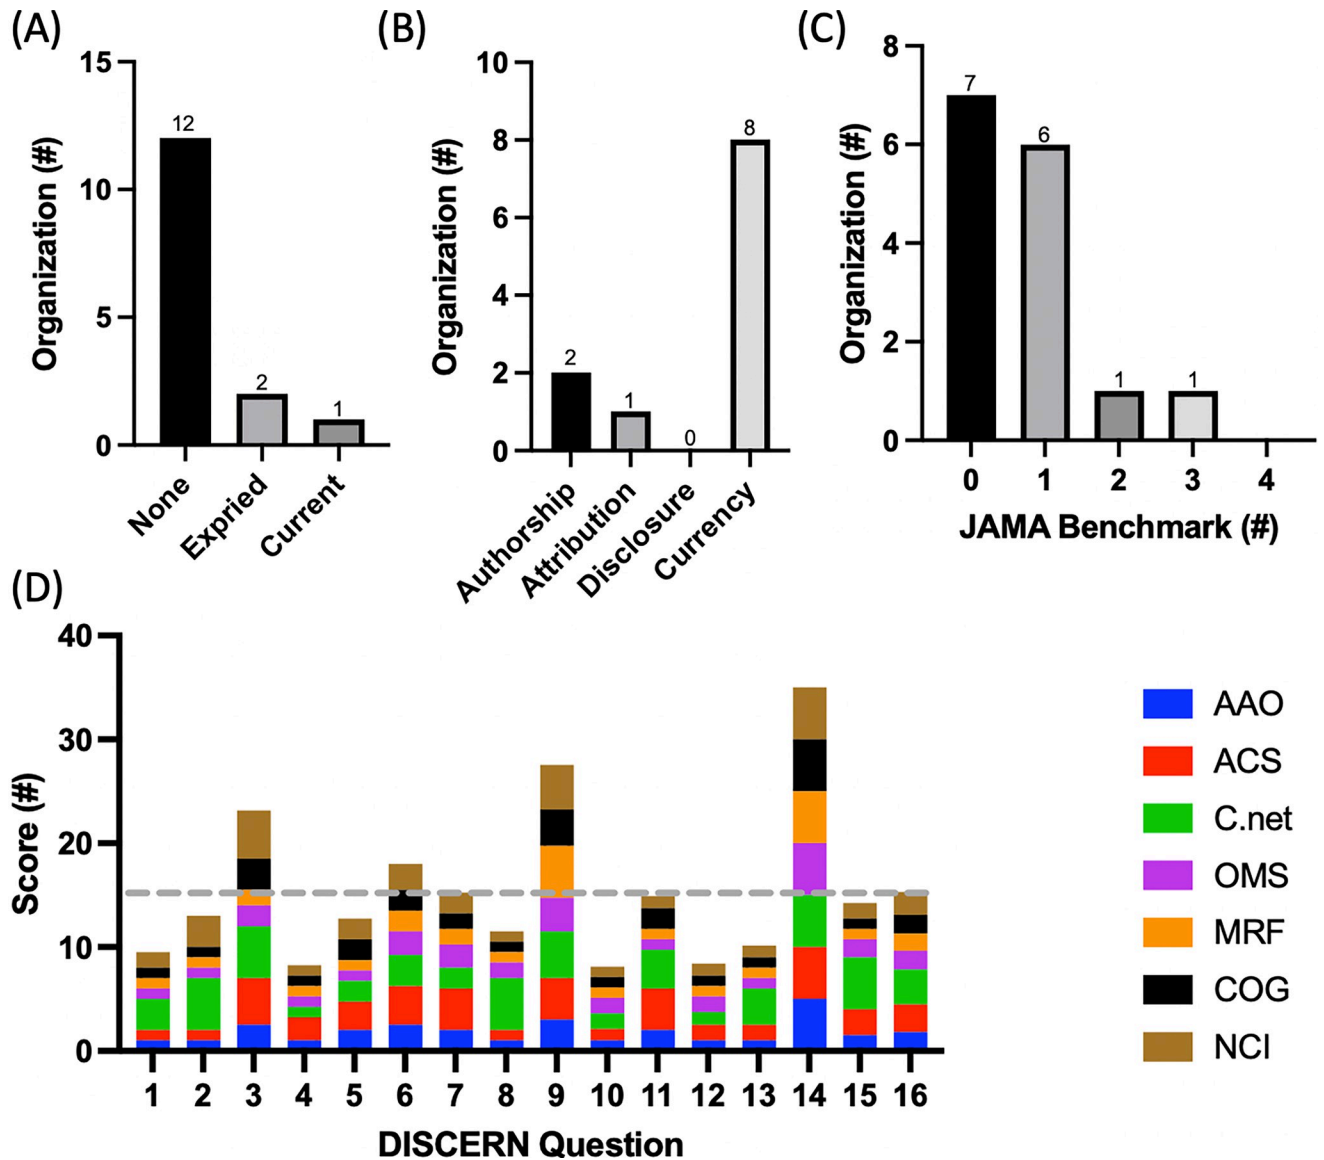 (A)
15
10
5
0
Organization (#)
12
2
1
None
Expried
Current
(B)
10
8
6
4
2
0
Organization (#)
2
1
0
8
Authorship
Attribution
Disclosure
Currency
(C)
8
6
4
2
0
Organization (#)
7
6
1
1
0 1 2 3 4
JAMA Benchmark (#)
(D)
40
30
20
10
0
Score (#)
1 2 3 4 5 6 7 8 9 10 11 12 13 14 15 16
DISCERN Question
AAO
ACS
C.net
OMS
MRF
COG
NCI